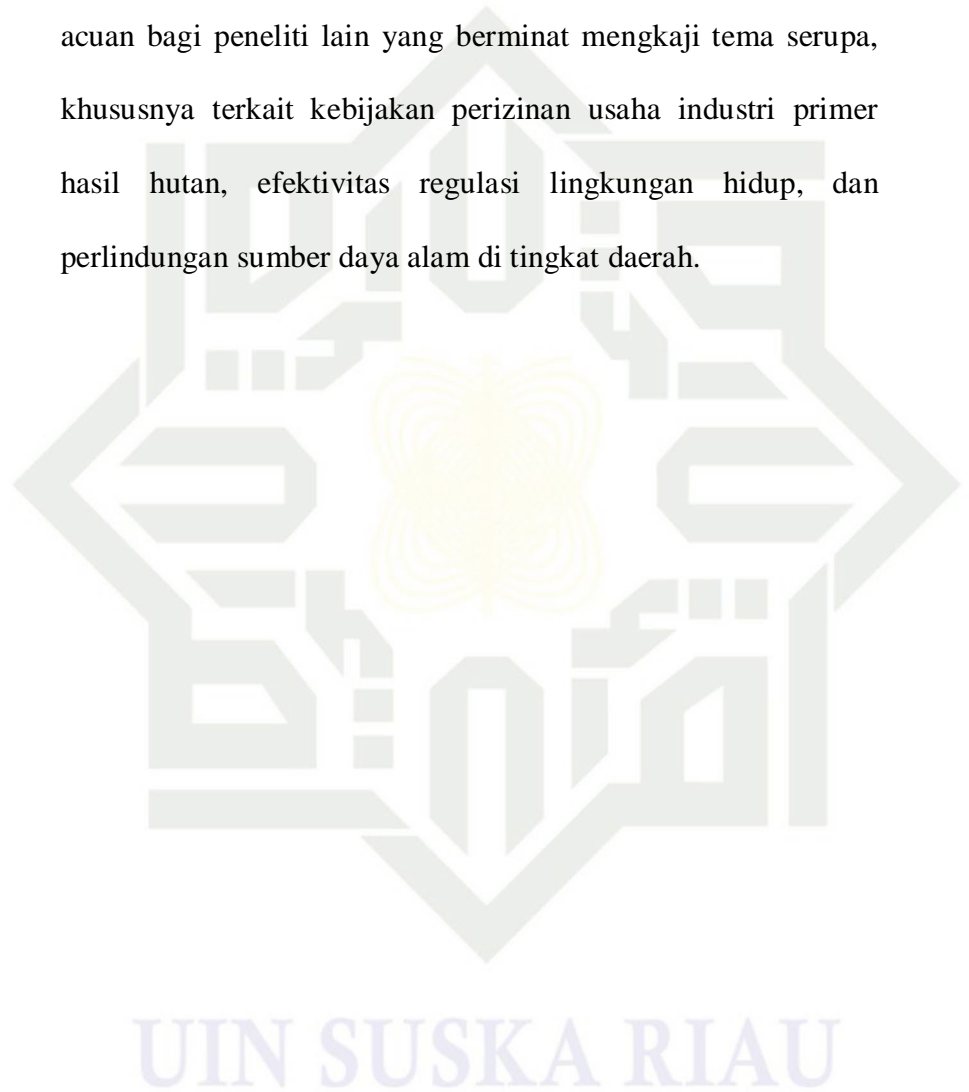 acuan bagi peneliti lain yang berminat mengkaji tema serupa,
khususnya terkait kebijakan perizinan usaha industri primer
hasil hutan, efektivitas regulasi lingkungan hidup, dan
perlindungan sumber daya alam di tingkat daerah.
UIN SUSKA RIAU